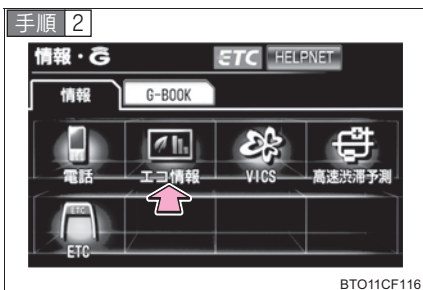 手順 2
情報・G ETC HELPNET
情報 G-BOOK
電話 エコ情報 VICS 高速渋滞予測
ETC
ETC
BTO11CF116